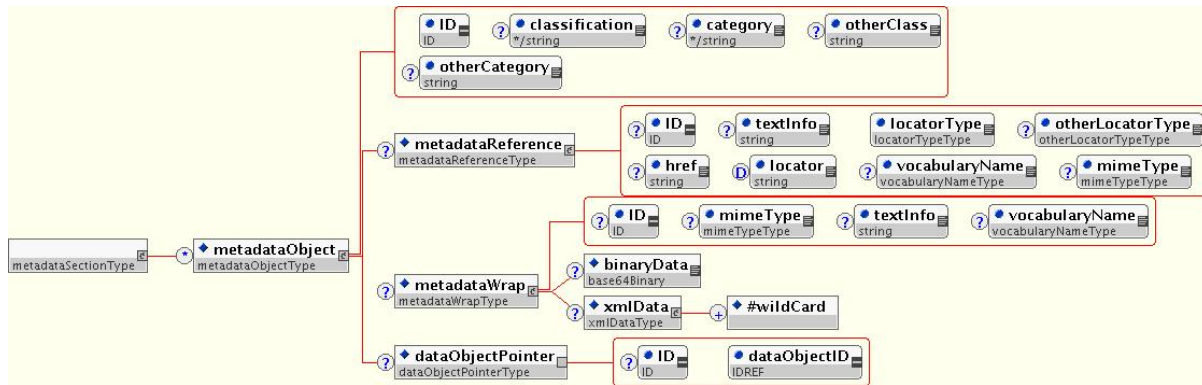 ID
ID
? classification
*/string
? category
*/string
? otherClass
string
? otherCategory
string
? metadataReference
metadataReferenceType
? ID
ID
? textInfo
string
locatorType
locatorTypeType
? otherLocatorType
otherLocatorTypeType
? href
string
D locator
string
? vocabularyName
vocabularyNameType
? mimeType
mimeTypeType
metadataSectionType
* metadataObject
metadataObjectType
? metadataWrap
metadataWrapType
? ID
ID
? mimeType
mimeTypeType
? textInfo
string
? vocabularyName
vocabularyNameType
? binaryData
base64Binary
? xmlData
xmlDataType
+ #wildCard
? dataObjectPointer
dataObjectPointerType
? ID
ID
dataObjectID
IDREF